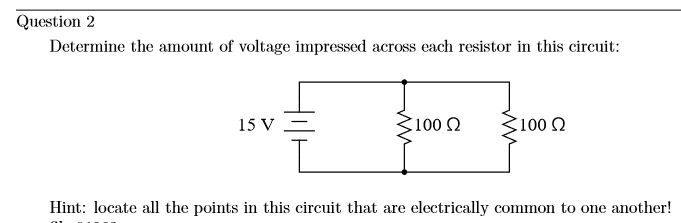 Question 2
Determine the amount of voltage impressed across each resistor in this circuit:
15 V
100 Ω
100 Ω
Hint: locate all the points in this circuit that are electrically common to one another!